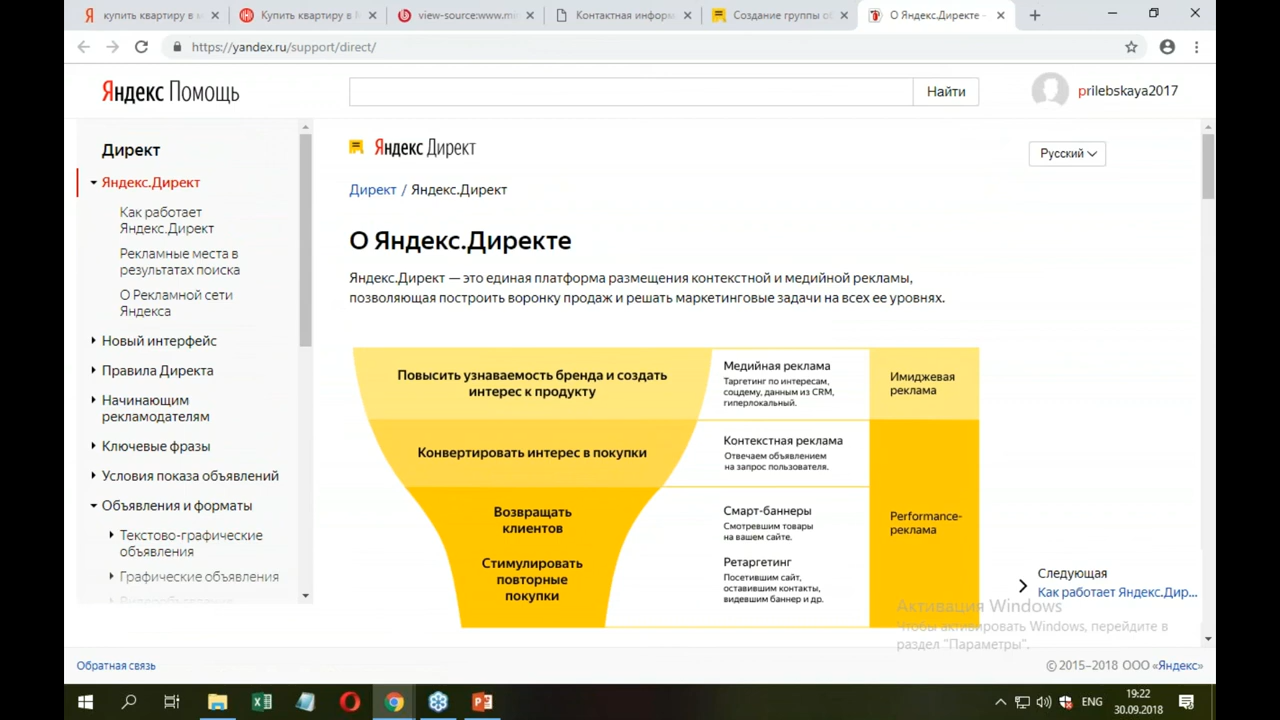 купить квартиру в м
Купить квартиру в М
view-source:www.mr
Контактная информ
Создание группы об
О Яндекс.Директе –
https://yandex.ru/support/direct/
Яндекс Помощь
Найти
prilebskaya2017
Директ
Яндекс.Директ
Как работает
Яндекс.Директ
Рекламные места в
результатах поиска
О Рекламной сети
Яндекса
Новый интерфейс
Правила Директа
Начинающим
рекламодателям
Ключевые фразы
Условия показа объявлений
Объявления и форматы
Текстово-графические
объявления
Графические объявления
Яндекс Директ
Русский
Директ / Яндекс.Директ
О Яндекс.Директе
Яндекс.Директ — это единая платформа размещения контекстной и медийной рекламы,
позволяющая построить воронку продаж и решать маркетинговые задачи на всех ее уровнях.
Повысить узнаваемость бренда и создать
интерес к продукту
Медийная реклама
Таргетинг по интересам,
соцдему, данным из CRM,
гиперлокальный.
Имиджевая
реклама
Конвертировать интерес в покупки
Контекстная реклама
Отвечаем объявлением
на запрос пользователя.
Возвращать
клиентов
Стимулировать
повторные
покупки
Смарт-баннеры
Смотревшим товары
на вашем сайте.
Ретаргетинг
Посетившим сайт,
оставившим контакты,
видевшим баннер и др.
Performance-
реклама
Следующая
Как работает Яндекс.Дир...
Активация Windows
Чтобы активировать Windows, перейдите в
раздел "Параметры".
Обратная связь
© 2015–2018 ООО «Яндекс»
ENG
19:22
30.09.2018